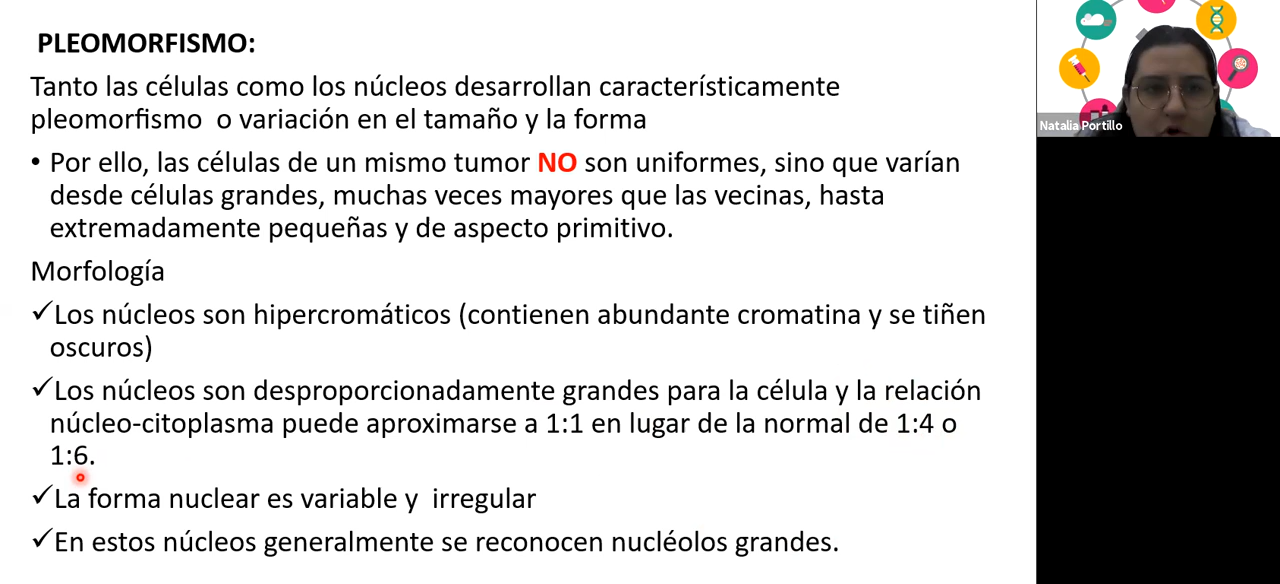 PLEOMORFISMO:
Tanto las células como los núcleos desarrollan característicamente
pleomorfismo o variación en el tamaño y la forma
• Por ello, las células de un mismo tumor NO son uniformes, sino que varían
desde células grandes, muchas veces mayores que las vecinas, hasta
extremadamente pequeñas y de aspecto primitivo.
Morfología
✓Los núcleos son hipercromáticos (contienen abundante cromatina y se tiñen
oscuros)
✓Los núcleos son desproporcionadamente grandes para la célula y la relación
núcleo-citoplasma puede aproximarse a 1:1 en lugar de la normal de 1:4 o
1:6.
✓La forma nuclear es variable y irregular
✓En estos núcleos generalmente se reconocen nucléolos grandes.
Natalia Portillo